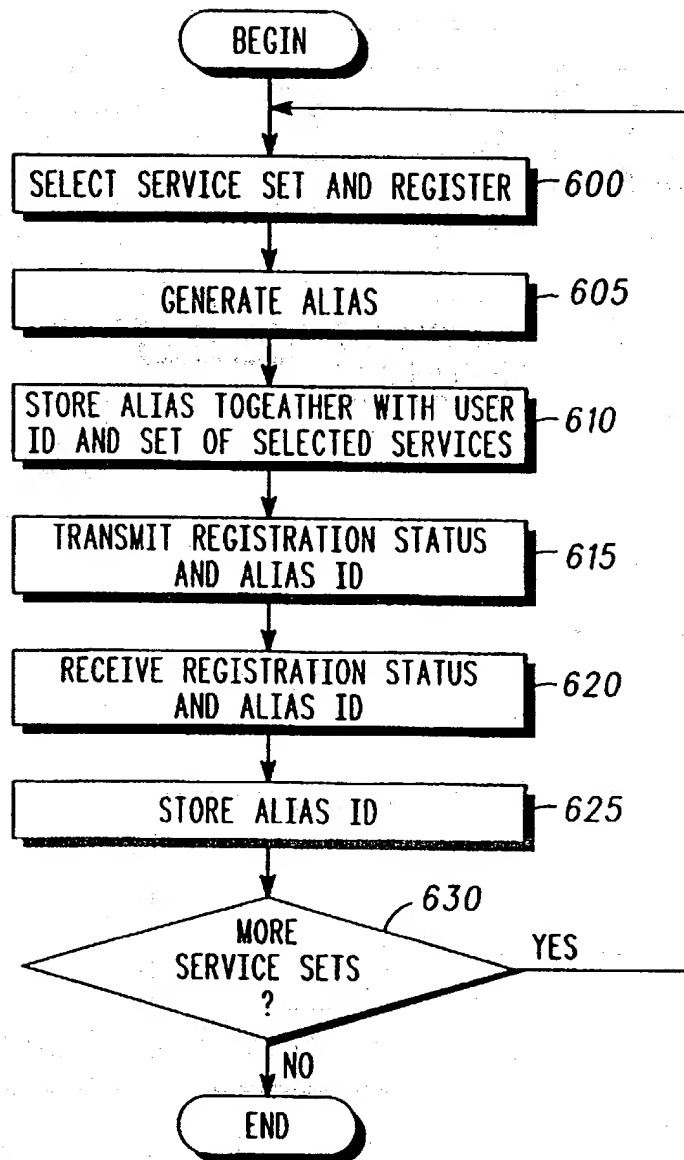 BEGIN
SELECT SERVICE SET AND REGISTER
600
GENERATE ALIAS
605
STORE ALIAS TOGEATHER WITH USER
ID AND SET OF SELECTED SERVICES
610
TRANSMIT REGISTRATION STATUS
AND ALIAS ID
615
RECEIVE REGISTRATION STATUS
AND ALIAS ID
620
STORE ALIAS ID
625
630
MORE
SERVICE SETS
?
YES
NO
END